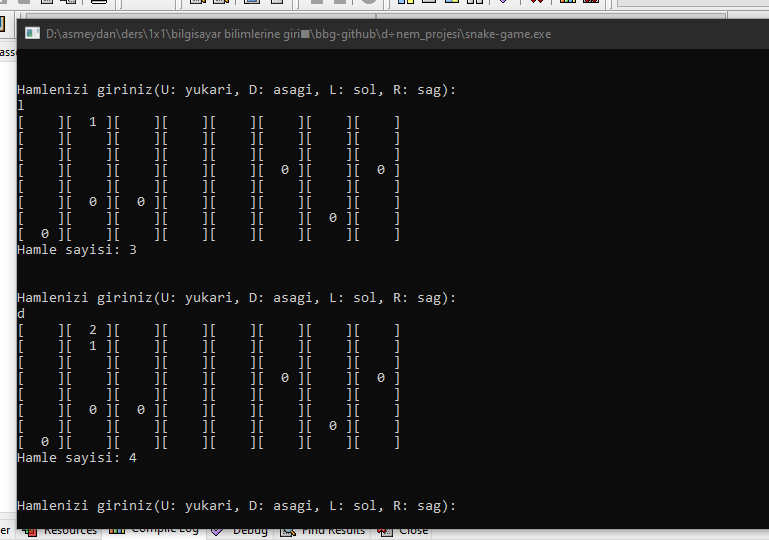 D:\asmeydan\ders\1x1\bilgisayar bilimlerine giri■\bbg-github\d÷nem_projesi\snake-game.exe
Hamlenizi giriniz(U: yukari, D: asagi, L: sol, R: sag):
l
[    ][  1 ][    ][    ][    ][    ][    ][    ]
[    ][    ][    ][    ][    ][    ][    ][    ]
[    ][    ][    ][    ][    ][    ][    ][    ]
[    ][    ][    ][    ][    ][  0 ][    ][  0 ]
[    ][    ][    ][    ][    ][    ][    ][    ]
[    ][  0 ][  0 ][    ][    ][    ][    ][    ]
[    ][    ][    ][    ][    ][    ][  0 ][    ]
[  0 ][    ][    ][    ][    ][    ][    ][    ]
Hamle sayisi: 3
Hamlenizi giriniz(U: yukari, D: asagi, L: sol, R: sag):
d
[    ][  2 ][    ][    ][    ][    ][    ][    ]
[    ][  1 ][    ][    ][    ][    ][    ][    ]
[    ][    ][    ][    ][    ][    ][    ][    ]
[    ][    ][    ][    ][    ][  0 ][    ][  0 ]
[    ][    ][    ][    ][    ][    ][    ][    ]
[    ][  0 ][  0 ][    ][    ][    ][    ][    ]
[    ][    ][    ][    ][    ][    ][  0 ][    ]
[  0 ][    ][    ][    ][    ][    ][    ][    ]
Hamle sayisi: 4
Hamlenizi giriniz(U: yukari, D: asagi, L: sol, R: sag):
Resources Compile Log Debug Find Results Close